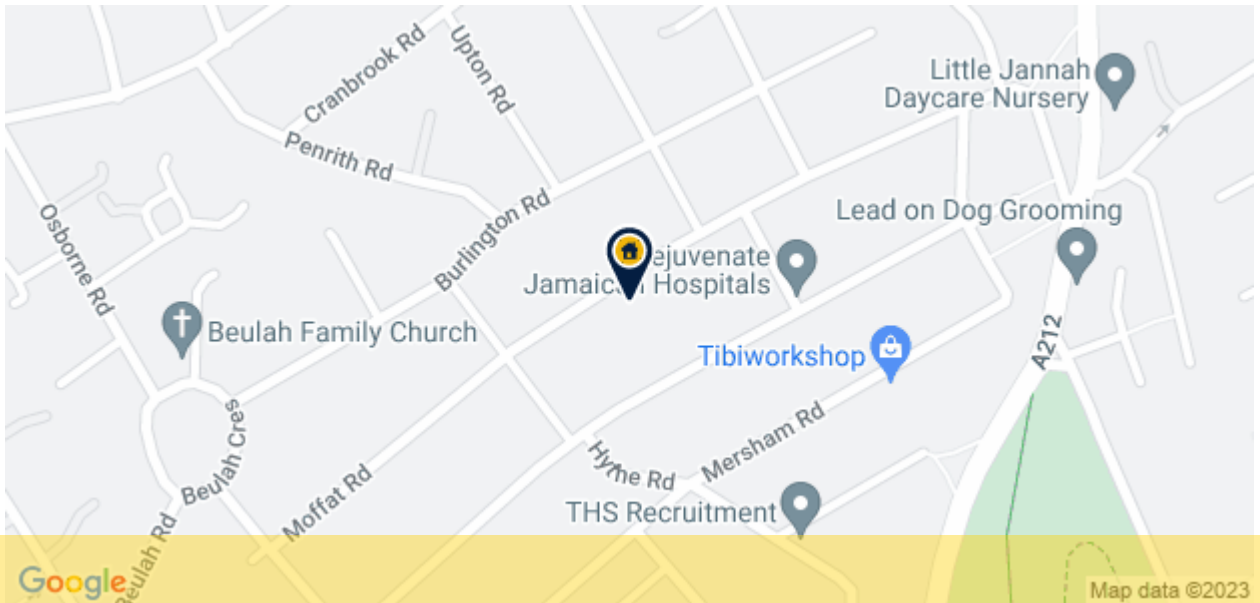 Cranbrook Rd
Upton Rd
Little Jannah
Daycare Nursery
Penrith Rd
Osborne Rd
Burlington Rd
Lead on Dog Grooming
ejuvenate
Jamaican Hospitals
Beulah Family Church
Tibiworkshop
A212
Beulah Cres
Mersham Rd
Hythe Rd
Moffat Rd
THS Recruitment
Beulah Rd
Google
Map data ©2023